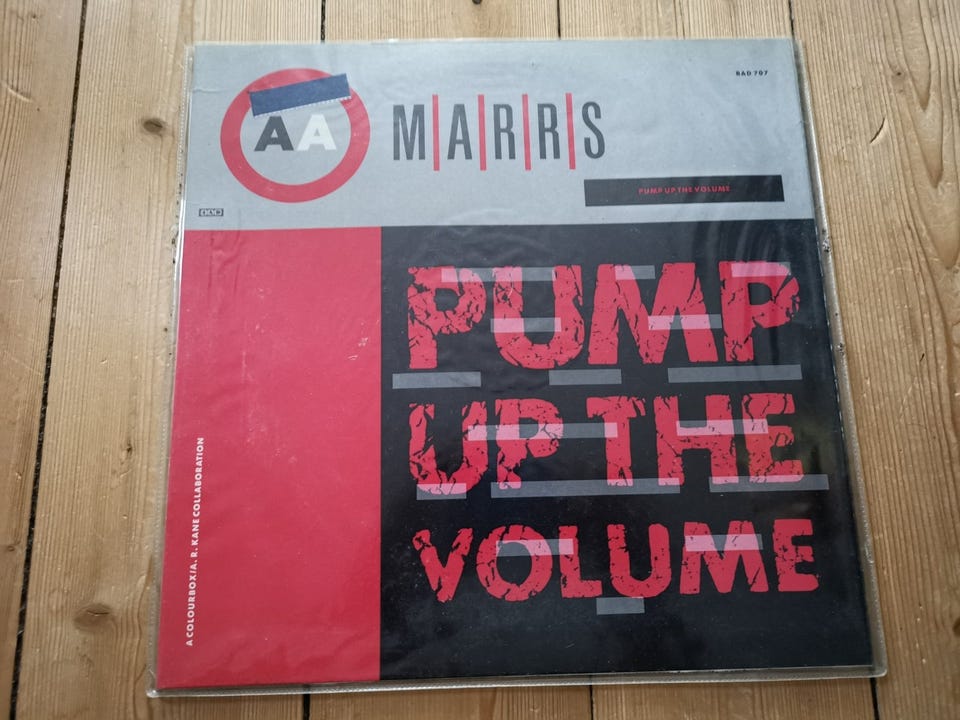 BAD 707
AA
M|A|R|R|S
PUMP UP THE VOLUME
PUMP
UP THE
VOLUME
A COLOURBOX/A. R. KANE COLLABORATION